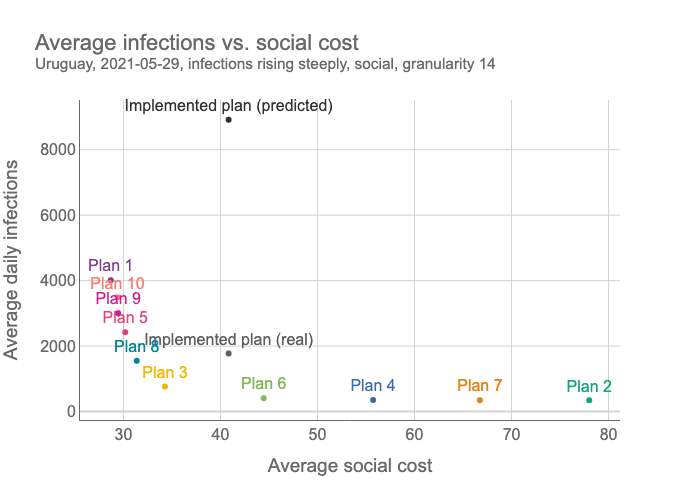 Average infections vs. social cost
Uruguay, 2021-05-29, infections rising steeply, social, granularity 14
Implemented plan (predicted)
8000
6000
Plan 1
4000
Plan 10
Plan 9
Plan 5
Implemented plan (real)
2000
Plan 8
Plan 3
Plan 6
Plan 4
Plan 7
Plan 2
0
30 40 50 60 70 80
Average social cost
Average daily infections